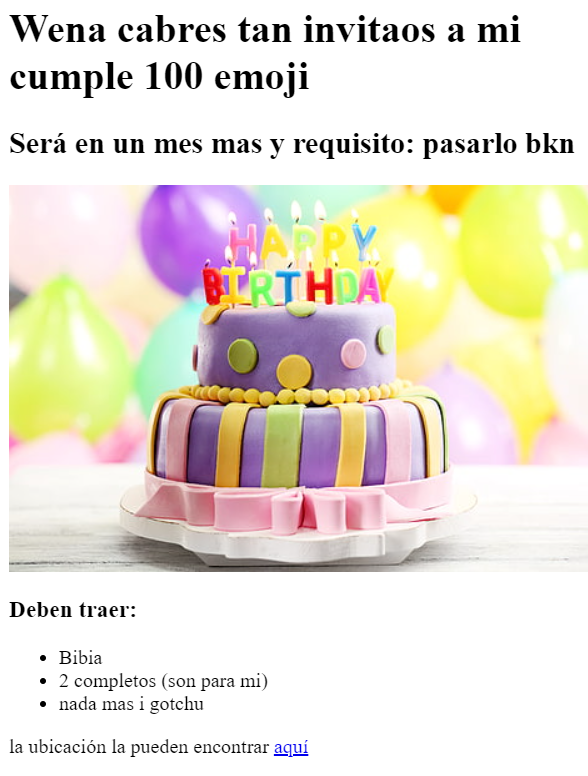 Wena cabres tan invitaos a mi
cumple 100 emoji
Será en un mes mas y requisito: pasarlo bkn
HAPPY
BIRTHDAY
Deben traer:
Bibia
2 completos (son para mi)
nada mas i gotchu
la ubicación la pueden encontrar aquí